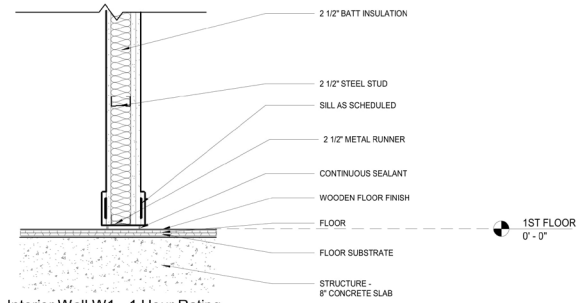 2 1/2" BATT INSULATION
2 1/2" STEEL STUD
SILL AS SCHEDULED
2 1/2" METAL RUNNER
CONTINUOUS SEALANT
WOODEN FLOOR FINISH
FLOOR
1ST FLOOR
0' - 0"
FLOOR SUBSTRATE
STRUCTURE -
8" CONCRETE SLAB
Interior Wall W1 - 1 Hour Rating